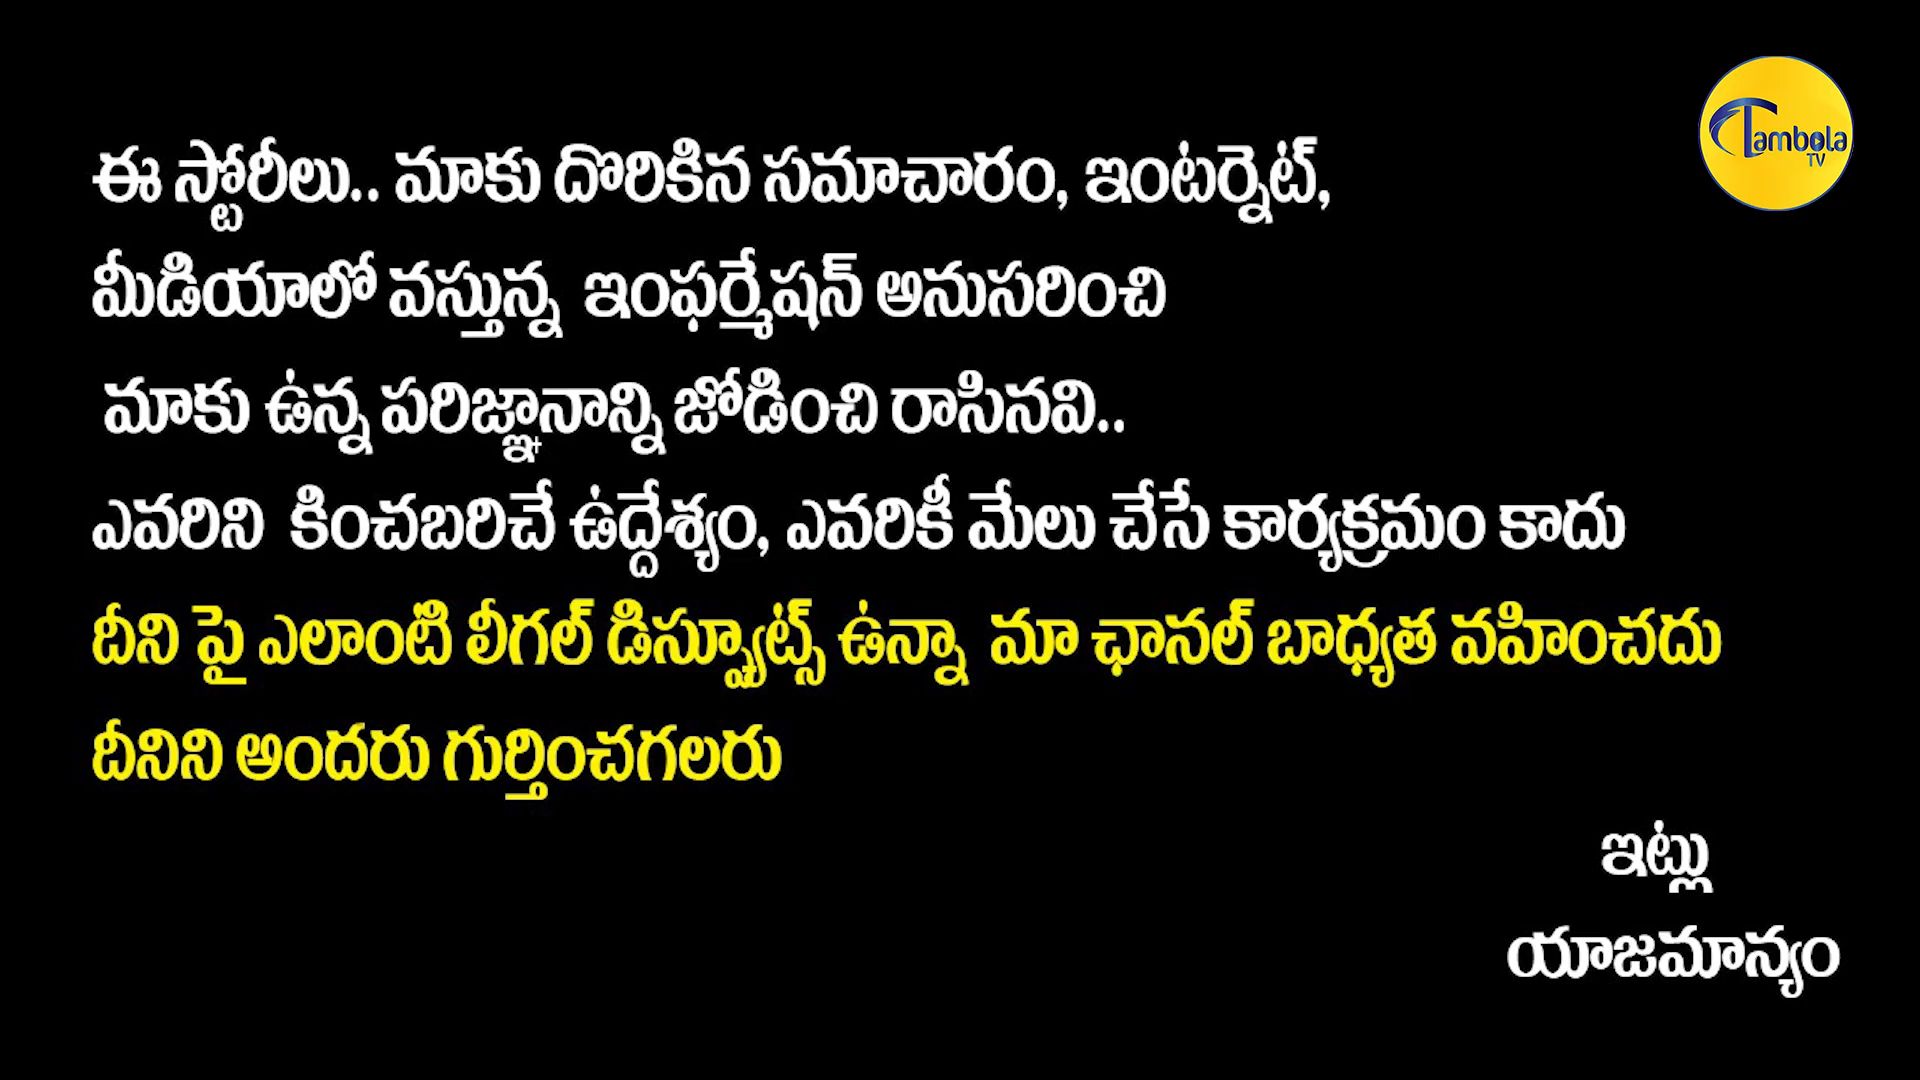 Tambola
TV
ఈ స్టోరీలు.. మాకు దొరికిన సమాచారం, ఇంటర్నెట్,
మీడియాలో వస్తున్న ఇంఫర్మేషన్ అనుసరించి
మాకు ఉన్న పరిజ్ఞానాన్ని జోడించి రాసినవి..
ఎవరిని కించబరిచే ఉద్దేశ్యం, ఎవరికీ మేలు చేసే కార్యక్రమం కాదు
దీని పై ఎలాంటి లీగల్ డిస్ప్యూట్స్ ఉన్నా మా ఛానల్ బాధ్యత వహించదు
దీనిని అందరు గుర్తించగలరు
ఇట్లు
యాజమాన్యం